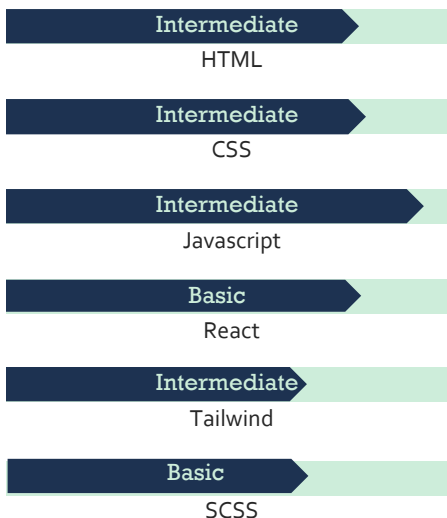 Intermediate
HTML
Intermediate
CSS
Intermediate
Javascript
Basic
React
Intermediate
Tailwind
Basic
SCSS